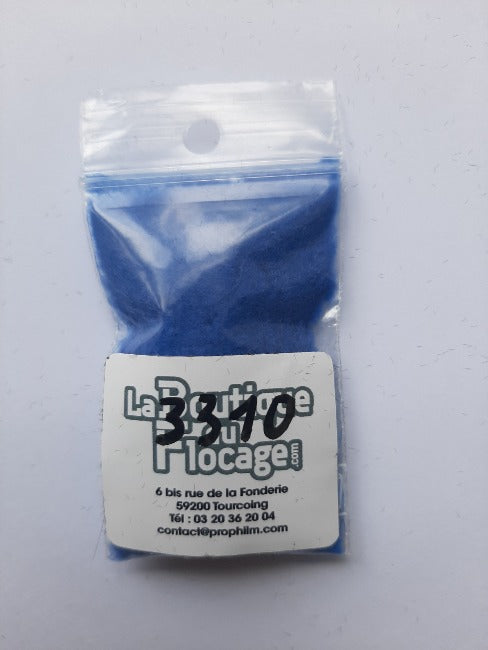 La Boutique
3310
du
Flocage.com
6 bis rue de la Fonderie
59200 Tourcoing
Tél : 03 20 36 20 04
contact@prophilm.com